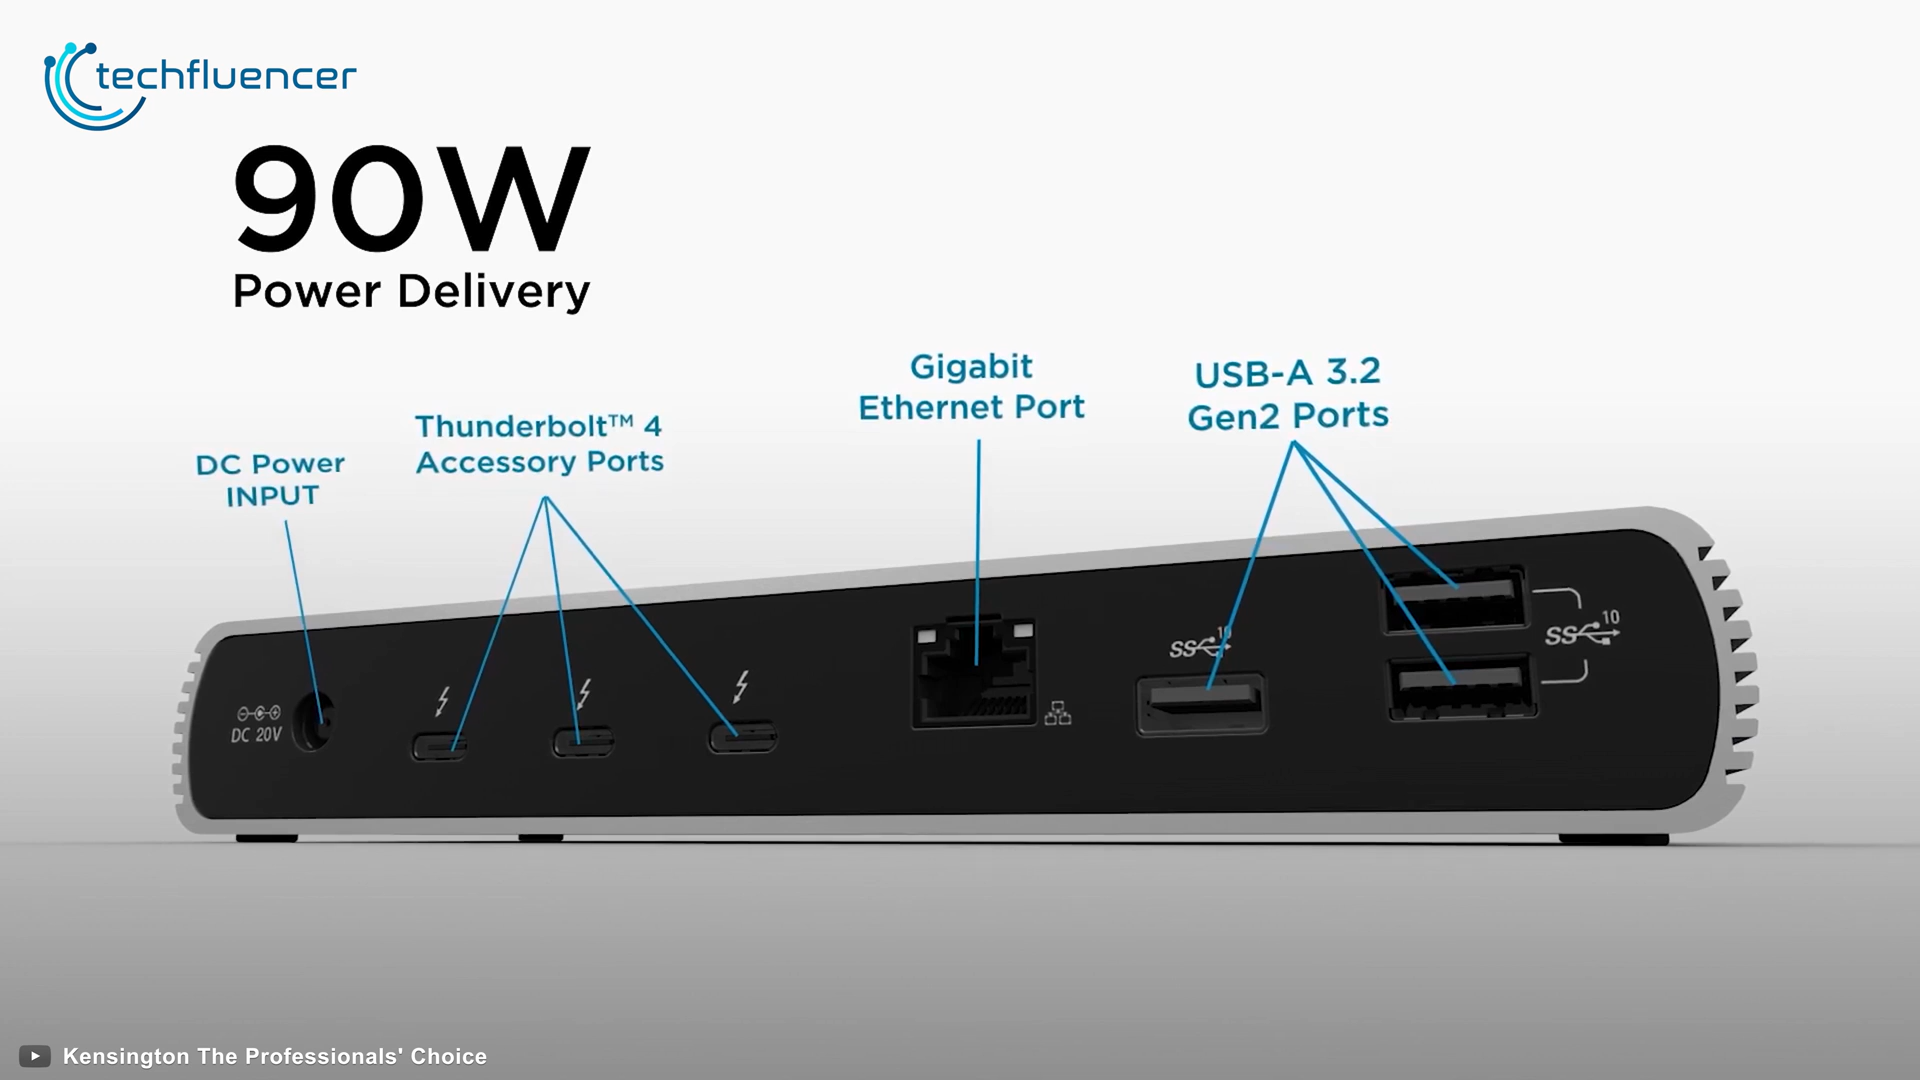 techfluencer
90W
Power Delivery
Gigabit
Ethernet Port
USB-A 3.2
Gen2 Ports
Thunderbolt™ 4
Accessory Ports
DC Power
INPUT
DC 20V
SS 10
SS 10
Kensington The Professionals' Choice